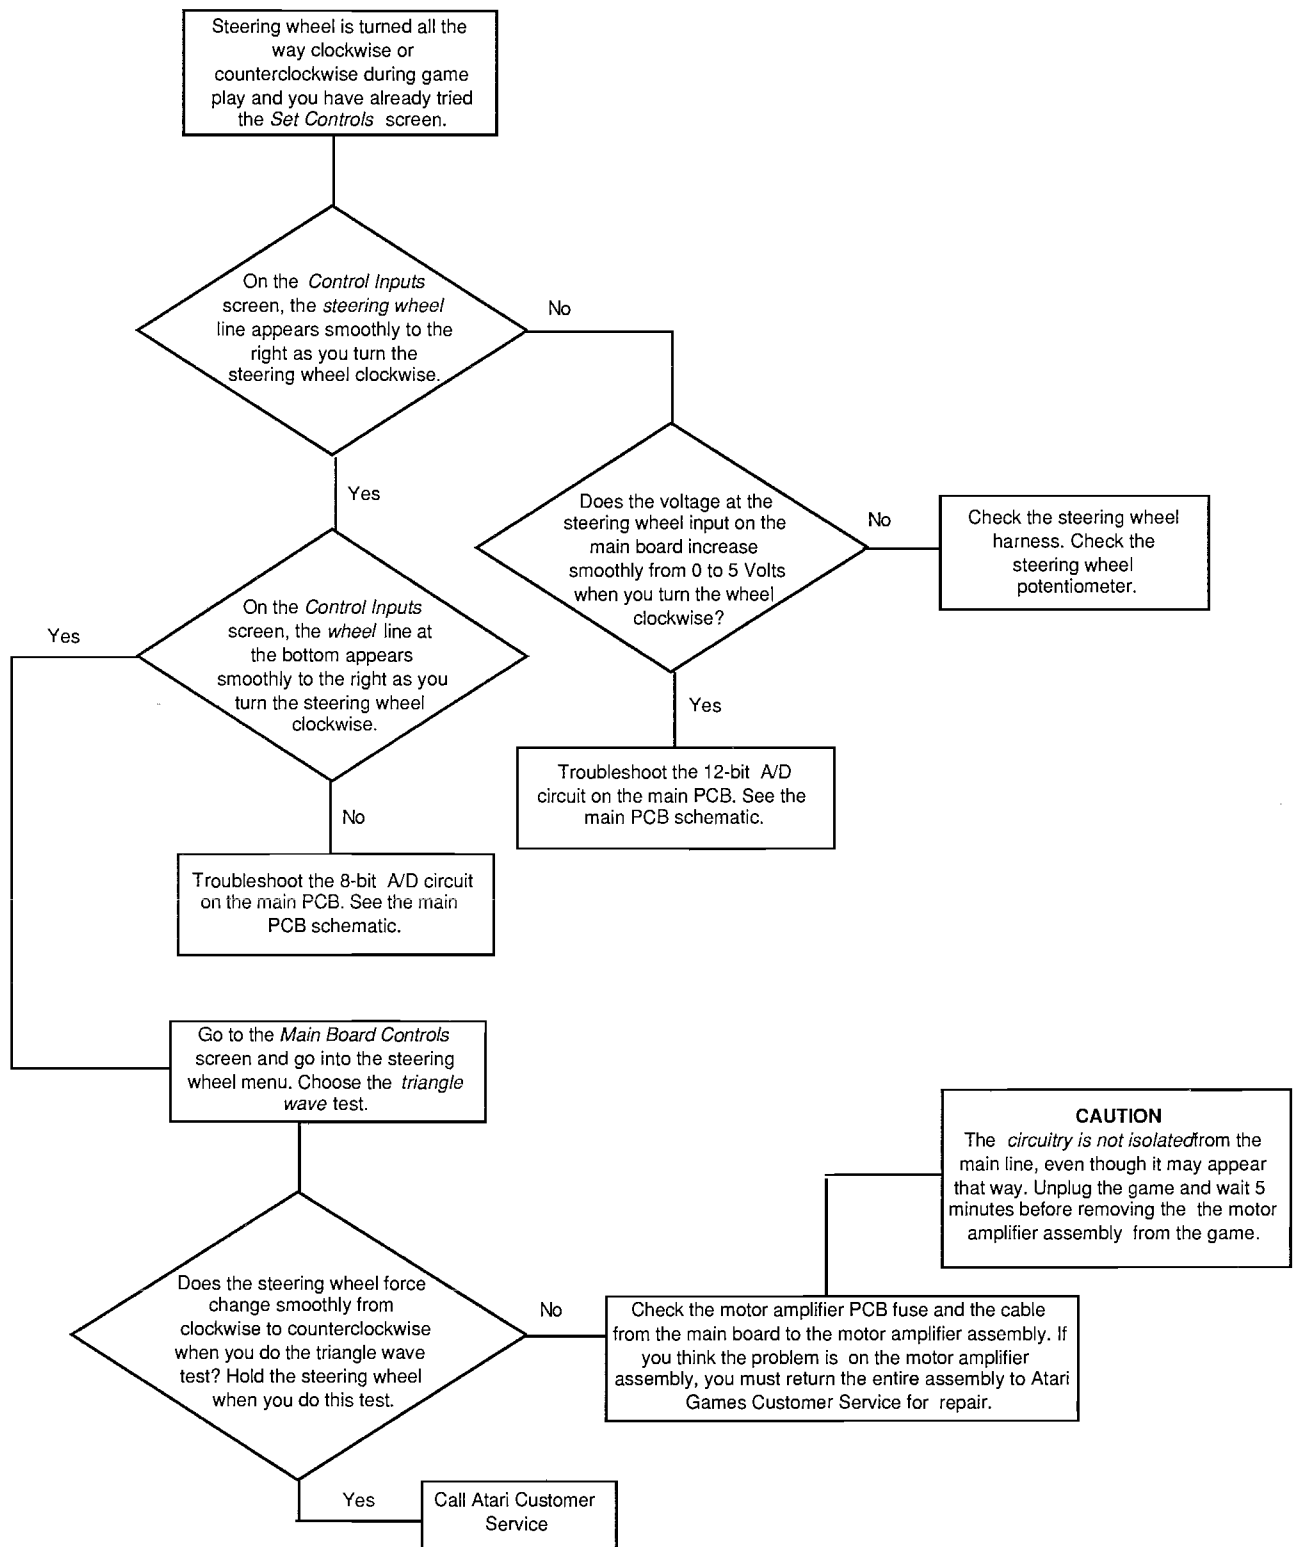 Steering wheel is turned all the
way clockwise or
counterclockwise during game
play and you have already tried
the Set Controls screen.
On the Control Inputs
screen, the steering wheel
line appears smoothly to the
right as you turn the
steering wheel clockwise.
No
Yes
Does the voltage at the
steering wheel input on the
main board increase
smoothly from 0 to 5 Volts
when you turn the wheel
clockwise?
No
Check the steering wheel
harness. Check the
steering wheel
potentiometer.
Yes
Troubleshoot the 12-bit A/D
circuit on the main PCB. See the
main PCB schematic.
On the Control Inputs
screen, the wheel line at
the bottom appears
smoothly to the right as you
turn the steering wheel
clockwise.
Yes
No
Troubleshoot the 8-bit A/D circuit
on the main PCB. See the main
PCB schematic.
Go to the Main Board Controls
screen and go into the steering
wheel menu. Choose the triangle
wave test.
Does the steering wheel force
change smoothly from
clockwise to counterclockwise
when you do the triangle wave
test? Hold the steering wheel
when you do this test.
No
Check the motor amplifier PCB fuse and the cable
from the main board to the motor amplifier assembly. If
you think the problem is on the motor amplifier
assembly, you must return the entire assembly to Atari
Games Customer Service for repair.
CAUTION
The circuitry is not isolatedfrom the
main line, even though it may appear
that way. Unplug the game and wait 5
minutes before removing the the motor
amplifier assembly from the game.
Yes
Call Atari Customer
Service